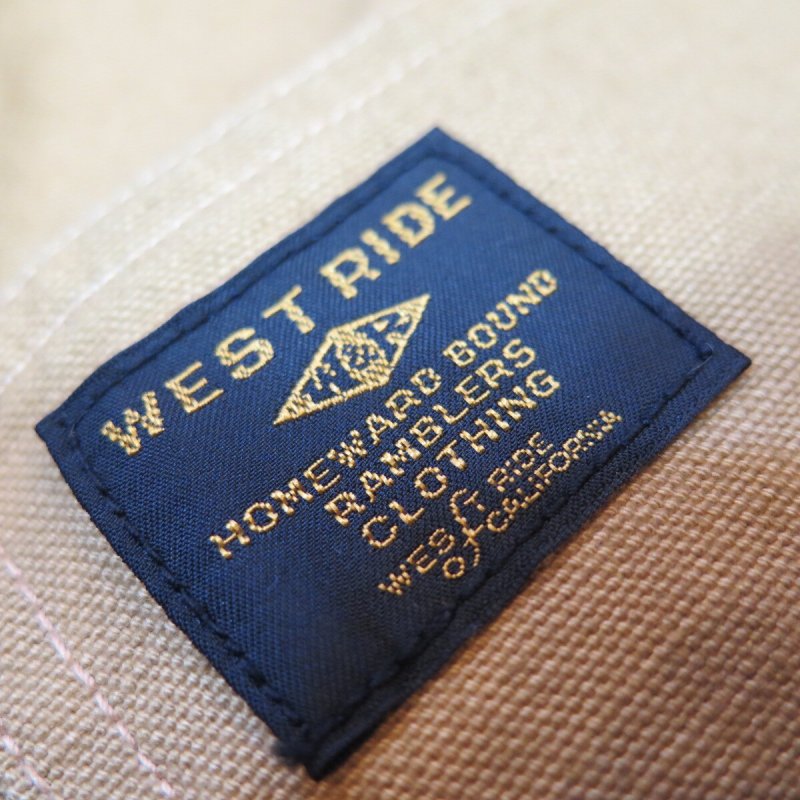 WEST RIDE
HOMEWARD BOUND
RAMBLERS
CLOTHING
WEST RIDE
of CALIFORNIA